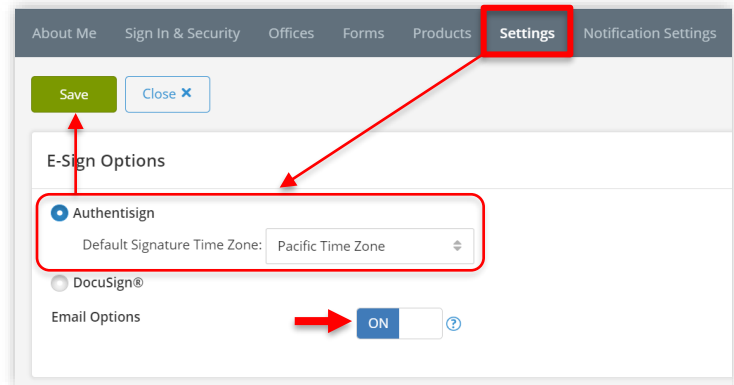 About Me Sign In & Security Offices Forms Products Settings Notification Settings
Save Close ×
E-Sign Options
Authentisign
Default Signature Time Zone: Pacific Time Zone
DocuSign®
Email Options ON ?